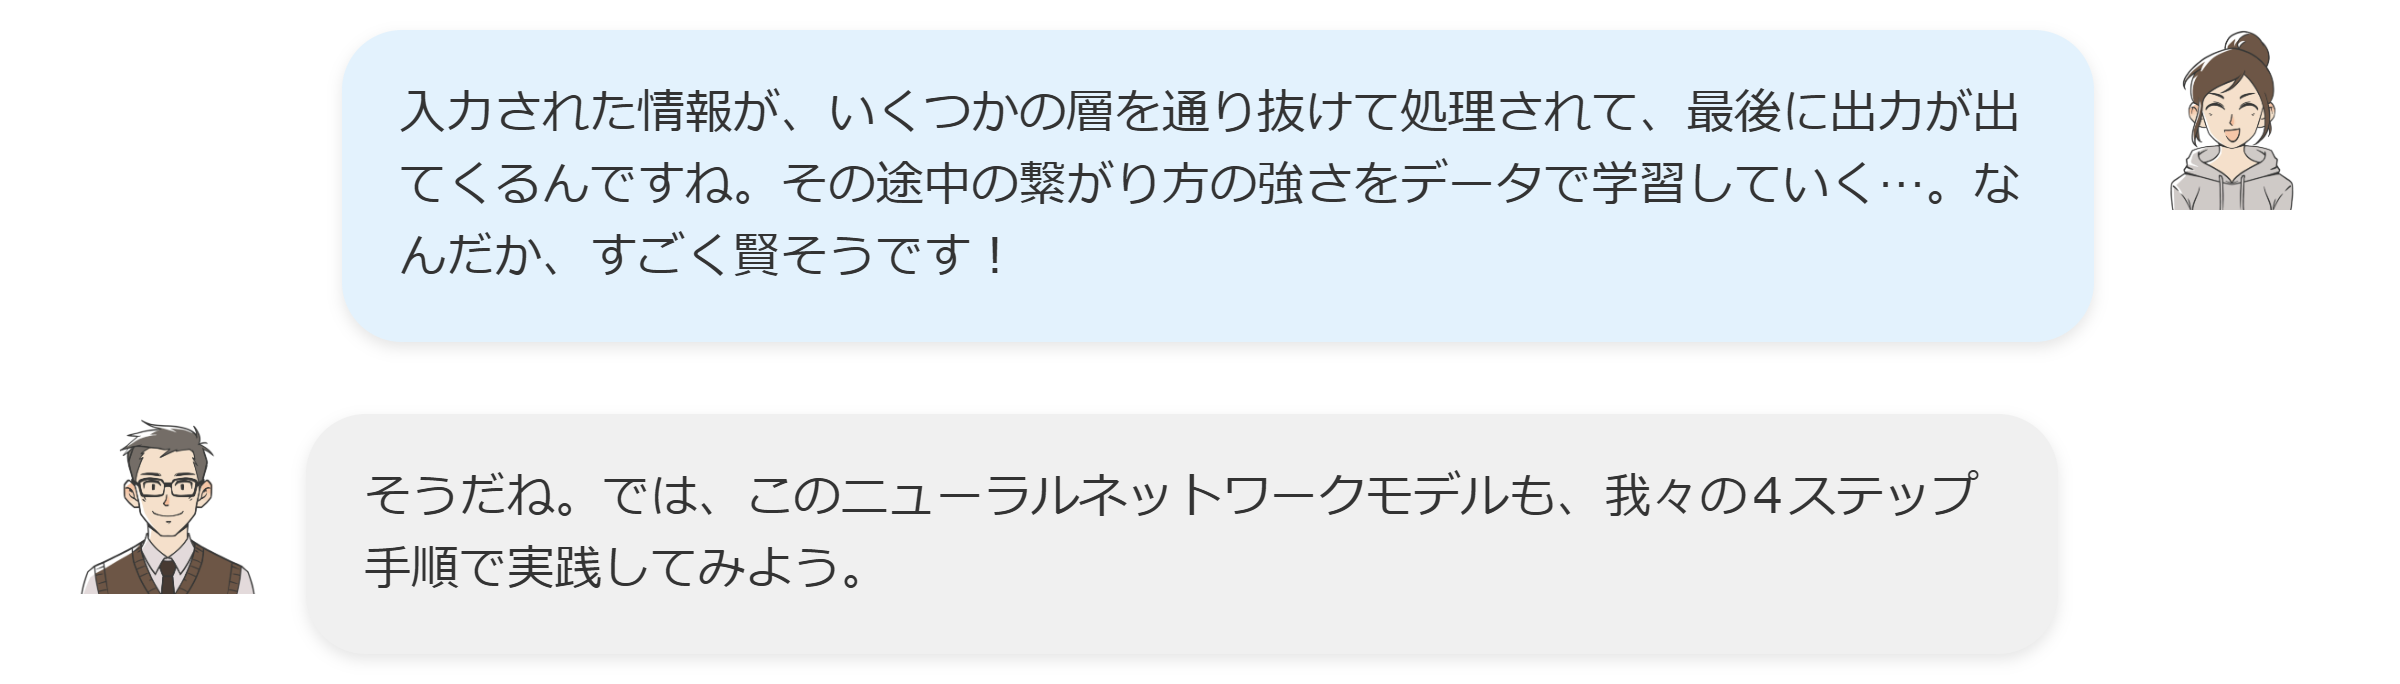 入力された情報が、いくつかの層を通り抜けて処理されて、最後に出力が出
てくるんですね。その途中の繋がり方の強さをデータで学習していく…。な
んだか、すごく賢そうです！
そうだね。では、このニューラルネットワークモデルも、我々の４ステップ
手順で実践してみよう。